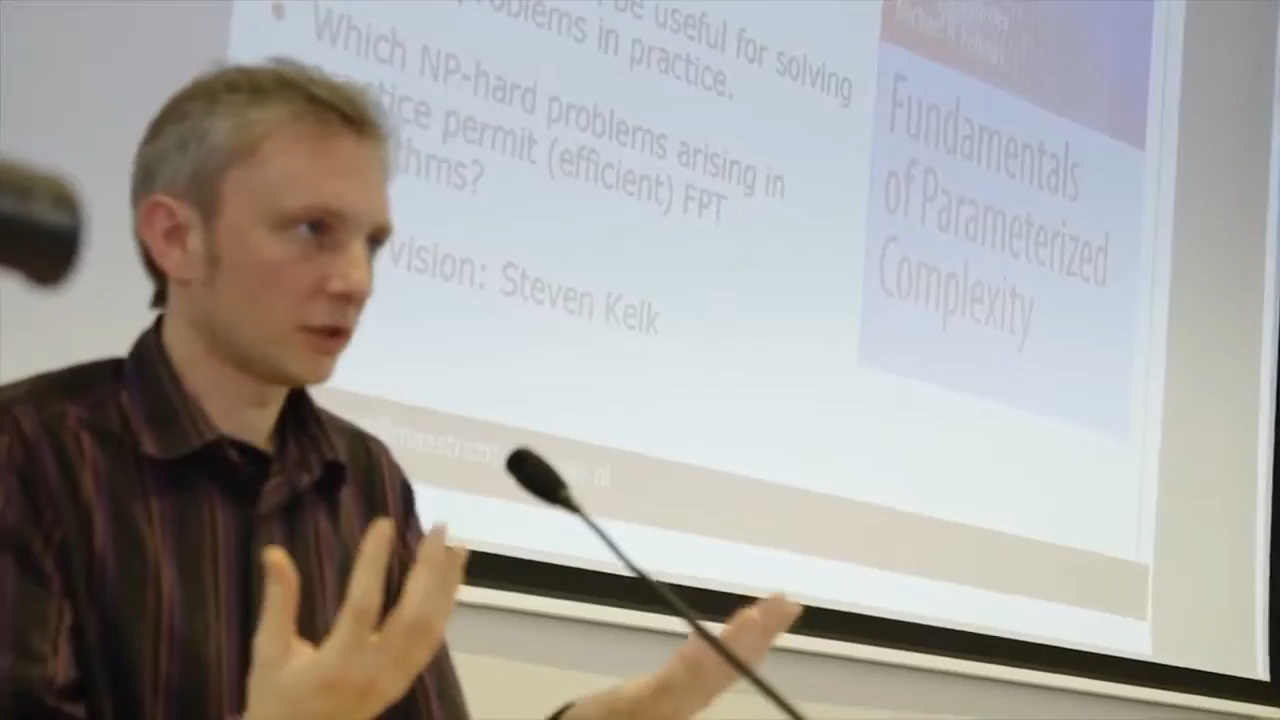 be useful for solving
problems in practice.
Which NP-hard problems arising in
tice permit (efficient) FPT
thms?
vision: Steven Kelk
Fundamentals
of Parameterized
Complexity